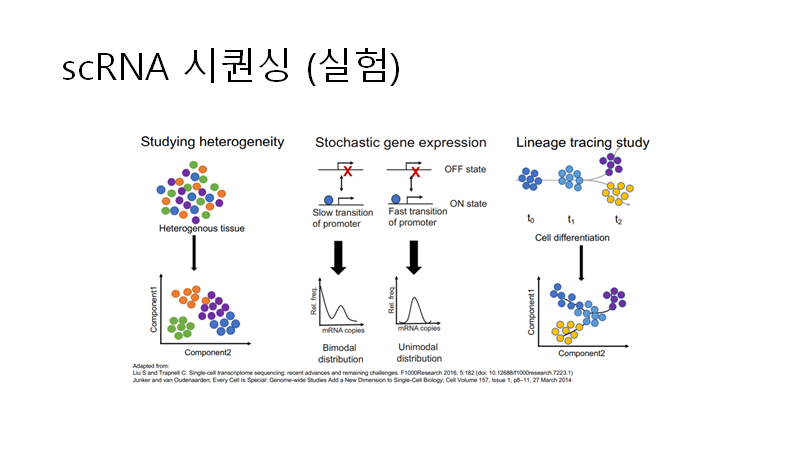 scRNA 시퀀싱 (실험)
Studying heterogeneity
Heterogenous tissue
Component1
Component2
Stochastic gene expression
X
X
OFF state
ON state
Slow transition
of promoter
Fast transition
of promoter
Rel. freq.
mRNA copies
Rel. freq.
mRNA copies
Bimodal
distribution
Unimodal
distribution
Lineage tracing study
t0
t1
t2
Cell differentiation
Component1
Component2
Adapted from:
Liu S and Trapnell C. Single-cell transcriptome sequencing: recent advances and remaining challenges. F1000Research 2016, 5:182 (doi: 10.12688/f1000research.7223.1)
Junker and van Oudenaarden; Every Cell Is Special: Genome-wide Studies Add a New Dimension to Single-Cell Biology; Cell Volume 157, Issue 1, p8–11, 27 March 2014